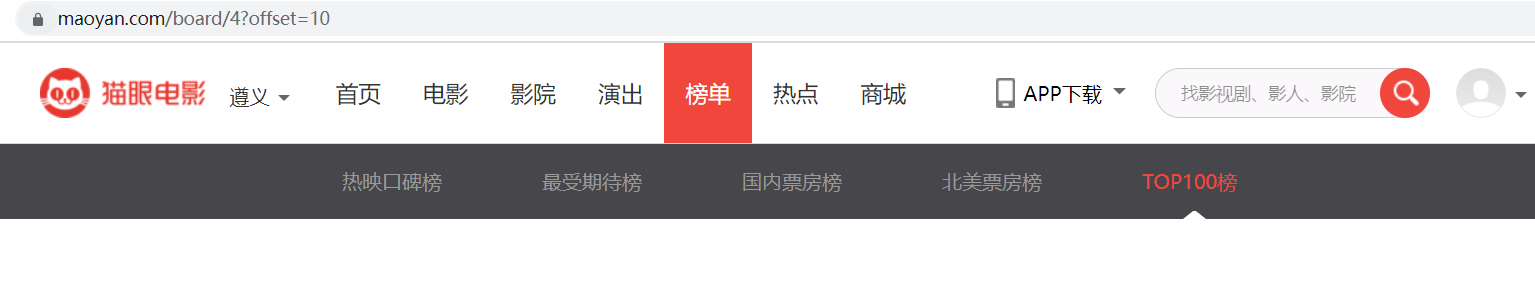 maoyan.com/board/4?offset=10
猫眼电影 遵义 首页 电影 影院 演出 榜单 热点 商城 APP下载 找影视剧、影人、影院
热映口碑榜 最受期待榜 国内票房榜 北美票房榜 TOP100榜